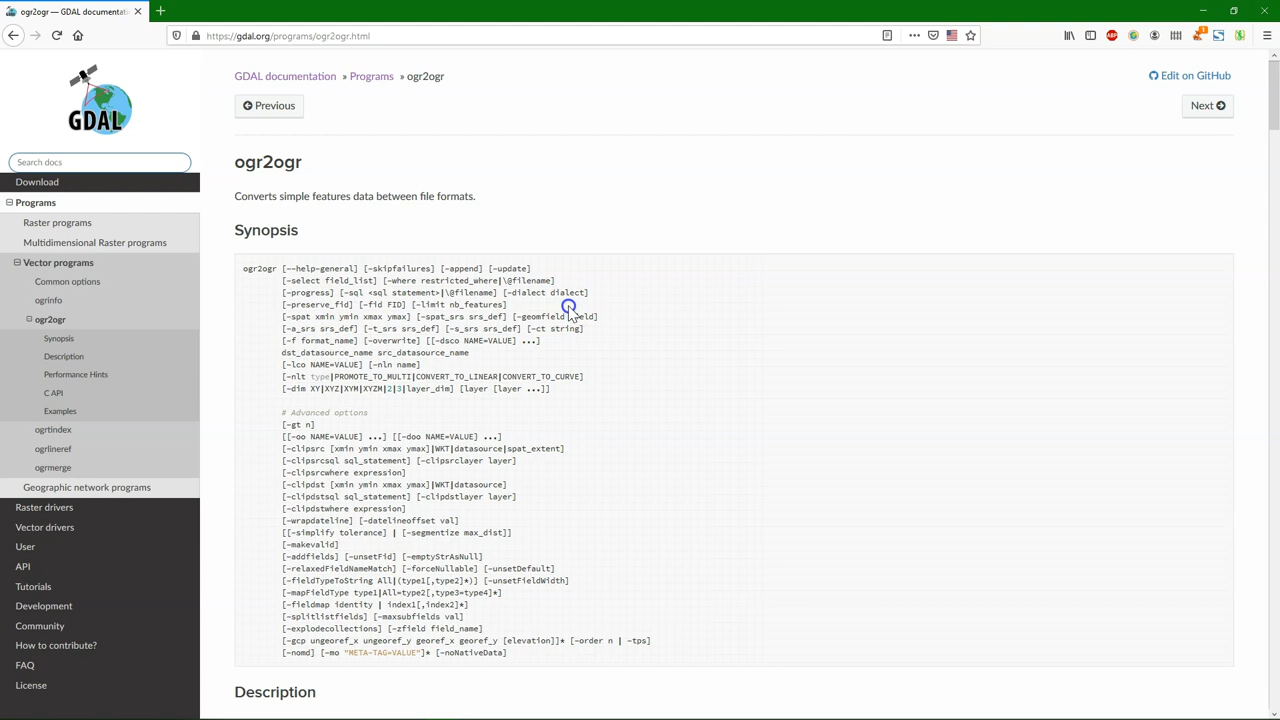 ogr2ogr — GDAL documentati
https://gdal.org/programs/ogr2ogr.html
GDAL
Search docs
Download
Programs
Raster programs
Multidimensional Raster programs
Vector programs
Common options
ogrinfo
ogr2ogr
Synopsis
Description
Performance Hints
C API
Examples
ogrtindex
ogrlineref
ogrmerge
Geographic network programs
Raster drivers
Vector drivers
User
API
Tutorials
Development
Community
How to contribute?
FAQ
License
GDAL documentation » Programs » ogr2ogr
Edit on GitHub
Previous
Next
ogr2ogr
Converts simple features data between file formats.
Synopsis
ogr2ogr [--help-general] [-skipfailures] [-append] [-update]
[-select field_list] [-where restricted_where|\@filename]
[-progress] [-sql <sql statement>|\@filename] [-dialect dialect]
[-preserve_fid] [-fid FID] [-limit nb_features]
[-spat xmin ymin xmax ymax] [-spat_srs srs_def] [-geomfield field]
[-a_srs srs_def] [-t_srs srs_def] [-s_srs srs_def] [-ct string]
[-f format_name] [-overwrite] [[-dsco NAME=VALUE] ...]
dst_datasource_name src_datasource_name
[-lco NAME=VALUE] [-nln name]
[-nlt type|PROMOTE_TO_MULTI|CONVERT_TO_LINEAR|CONVERT_TO_CURVE]
[-dim XY|XYZ|XYM|XYZM|2|3|layer_dim] [layer [layer ...]]
# Advanced options
[-gt n]
[[-oo NAME=VALUE] ...] [[-doo NAME=VALUE] ...]
[-clipsrc [xmin ymin xmax ymax]|WKT|datasource|spat_extent]
[-clipsrcsql sql_statement] [-clipsrclayer layer]
[-clipsrcwhere expression]
[-clipdst [xmin ymin xmax ymax]|WKT|datasource]
[-clipdstsql sql_statement] [-clipdstlayer layer]
[-clipdstwhere expression]
[-wrapdateline] [-datelineoffset val]
[[-simplify tolerance] | [-segmentize max_dist]]
[-makevalid]
[-addfields] [-unsetFid] [-emptyStrAsNull]
[-relaxedFieldNameMatch] [-forceNullable] [-unsetDefault]
[-fieldTypeToString All|(type1[,type2]*)] [-unsetFieldWidth]
[-mapFieldType type1|All=type2[,type3=type4]*]
[-fieldmap identity | index1[,index2]*]
[-splitlistfields] [-maxsubfields val]
[-explodecollections] [-zfield field_name]
[-gcp ungeoref_x ungeoref_y georef_x georef_y [elevation]]* [-order n | -tps]
[-nomd] [-mo "META-TAG=VALUE"]* [-noNativeData]
Description